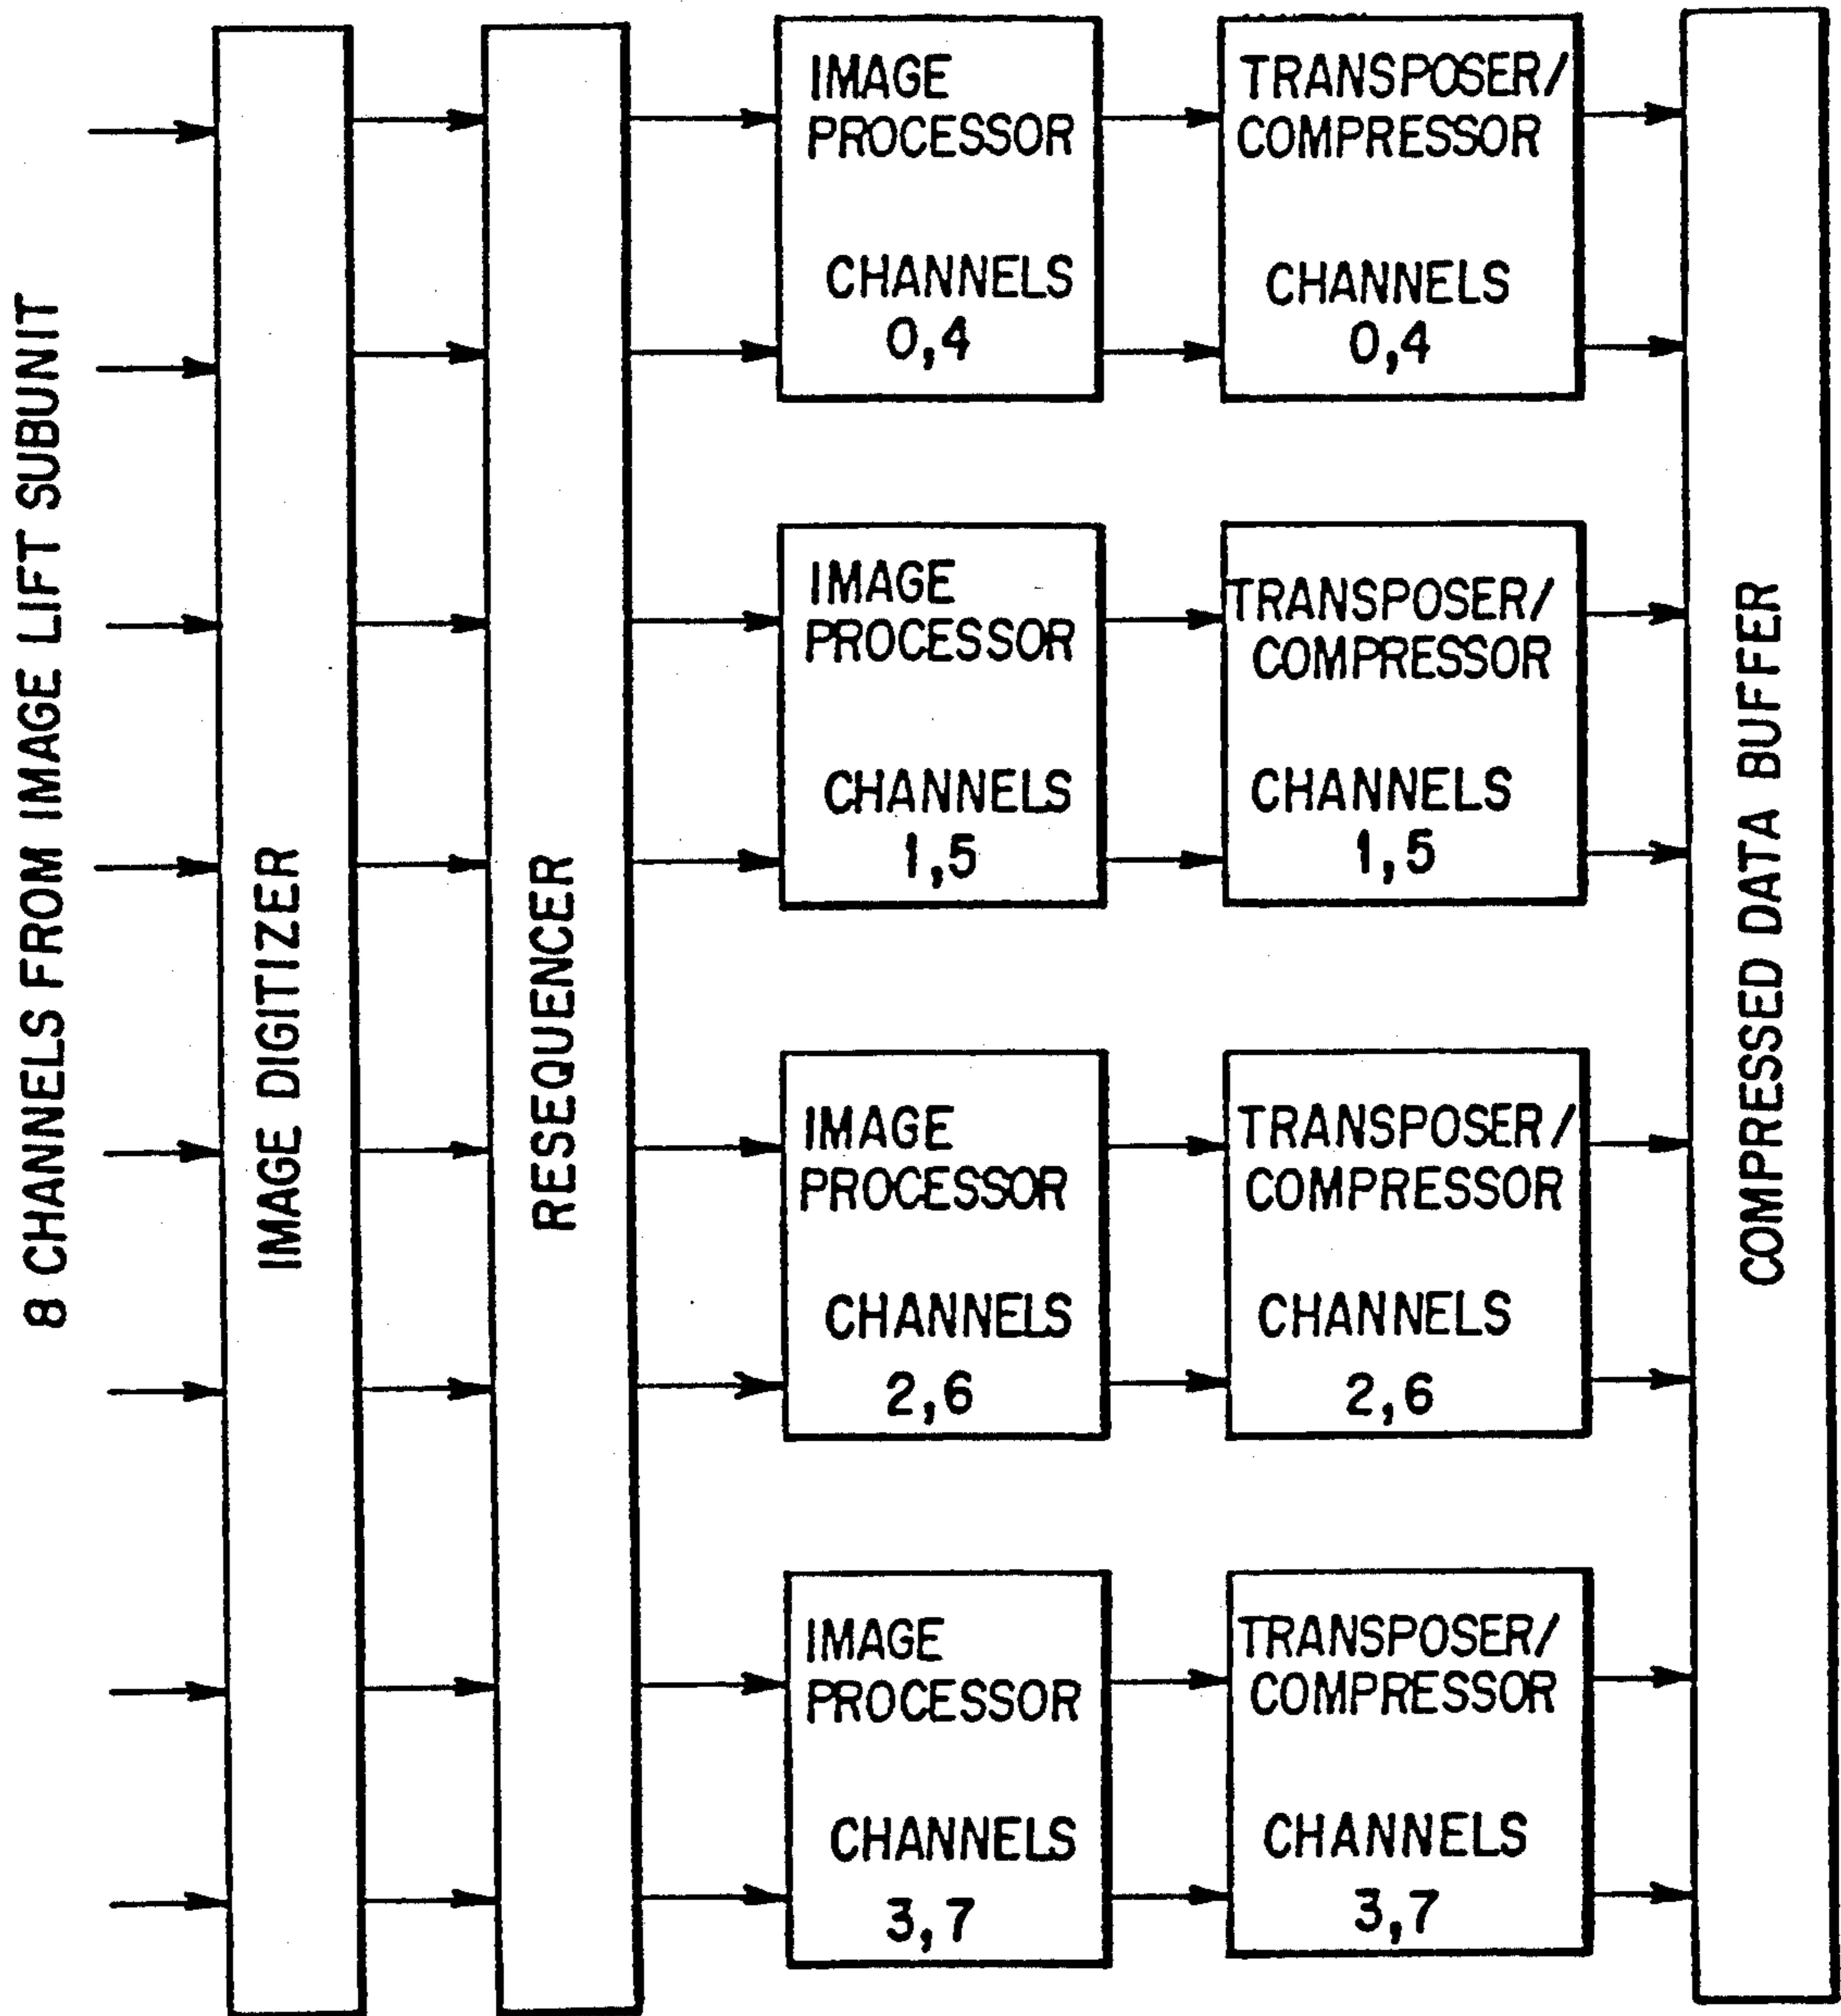 8 CHANNELS FROM IMAGE LIFT SUBUNIT
IMAGE DIGITIZER
RESEQUENCER
IMAGE
PROCESSOR
CHANNELS
0,4
TRANSPOSER/
COMPRESSOR
CHANNELS
0,4
IMAGE
PROCESSOR
CHANNELS
1,5
TRANSPOSER/
COMPRESSOR
CHANNELS
1,5
IMAGE
PROCESSOR
CHANNELS
2,6
TRANSPOSER/
COMPRESSOR
CHANNELS
2,6
IMAGE
PROCESSOR
CHANNELS
3,7
TRANSPOSER/
COMPRESSOR
CHANNELS
3,7
COMPRESSED DATA BUFFER